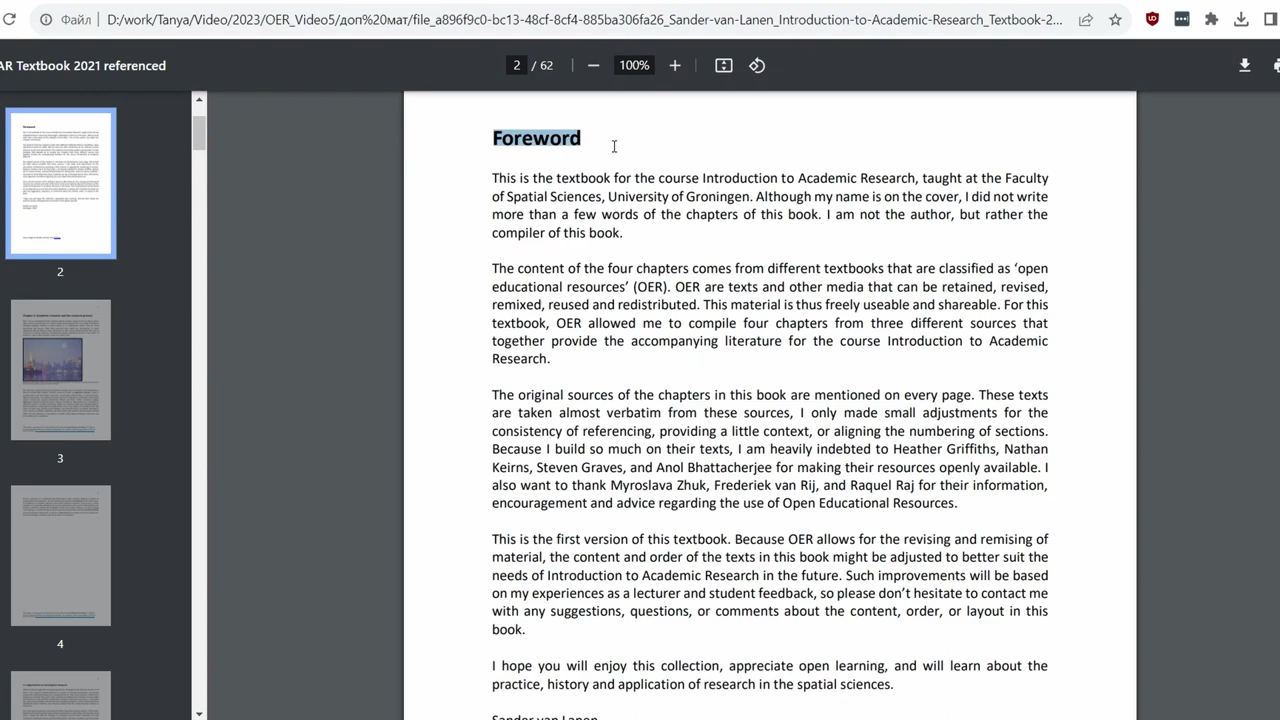 Файл
D:/work/Tanya/Video/2023/OER_Video5/доп%20мат/file_a896f9c0-bc13-48cf-8cf4-885ba306fa26_Sander-van-Lanen_Introduction-to-Academic-Research_Textbook-2...
AR Textbook 2021 referenced
2 / 62
100%
2
3
4
Foreword
This is the textbook for the course Introduction to Academic Research, taught at the Faculty
of Spatial Sciences, University of Groningen. Although my name is on the cover, I did not write
more than a few words of the chapters of this book. I am not the author, but rather the
compiler of this book.
The content of the four chapters comes from different textbooks that are classified as ‘open
educational resources’ (OER). OER are texts and other media that can be retained, revised,
remixed, reused and redistributed. This material is thus freely useable and shareable. For this
textbook, OER allowed me to compile four chapters from three different sources that
together provide the accompanying literature for the course Introduction to Academic
Research.
The original sources of the chapters in this book are mentioned on every page. These texts
are taken almost verbatim from these sources, I only made small adjustments for the
consistency of referencing, providing a little context, or aligning the numbering of sections.
Because I build so much on their texts, I am heavily indebted to Heather Griffiths, Nathan
Keirns, Steven Graves, and Anol Bhattacherjee for making their resources openly available. I
also want to thank Myroslava Zhuk, Frederiek van Rij, and Raquel Raj for their information,
encouragement and advice regarding the use of Open Educational Resources.
This is the first version of this textbook. Because OER allows for the revising and remising of
material, the content and order of the texts in this book might be adjusted to better suit the
needs of Introduction to Academic Research in the future. Such improvements will be based
on my experiences as a lecturer and student feedback, so please don’t hesitate to contact me
with any suggestions, questions, or comments about the content, order, or layout in this
book.
I hope you will enjoy this collection, appreciate open learning, and will learn about the
practice, history and application of research in the spatial sciences.
Sander van Lanen